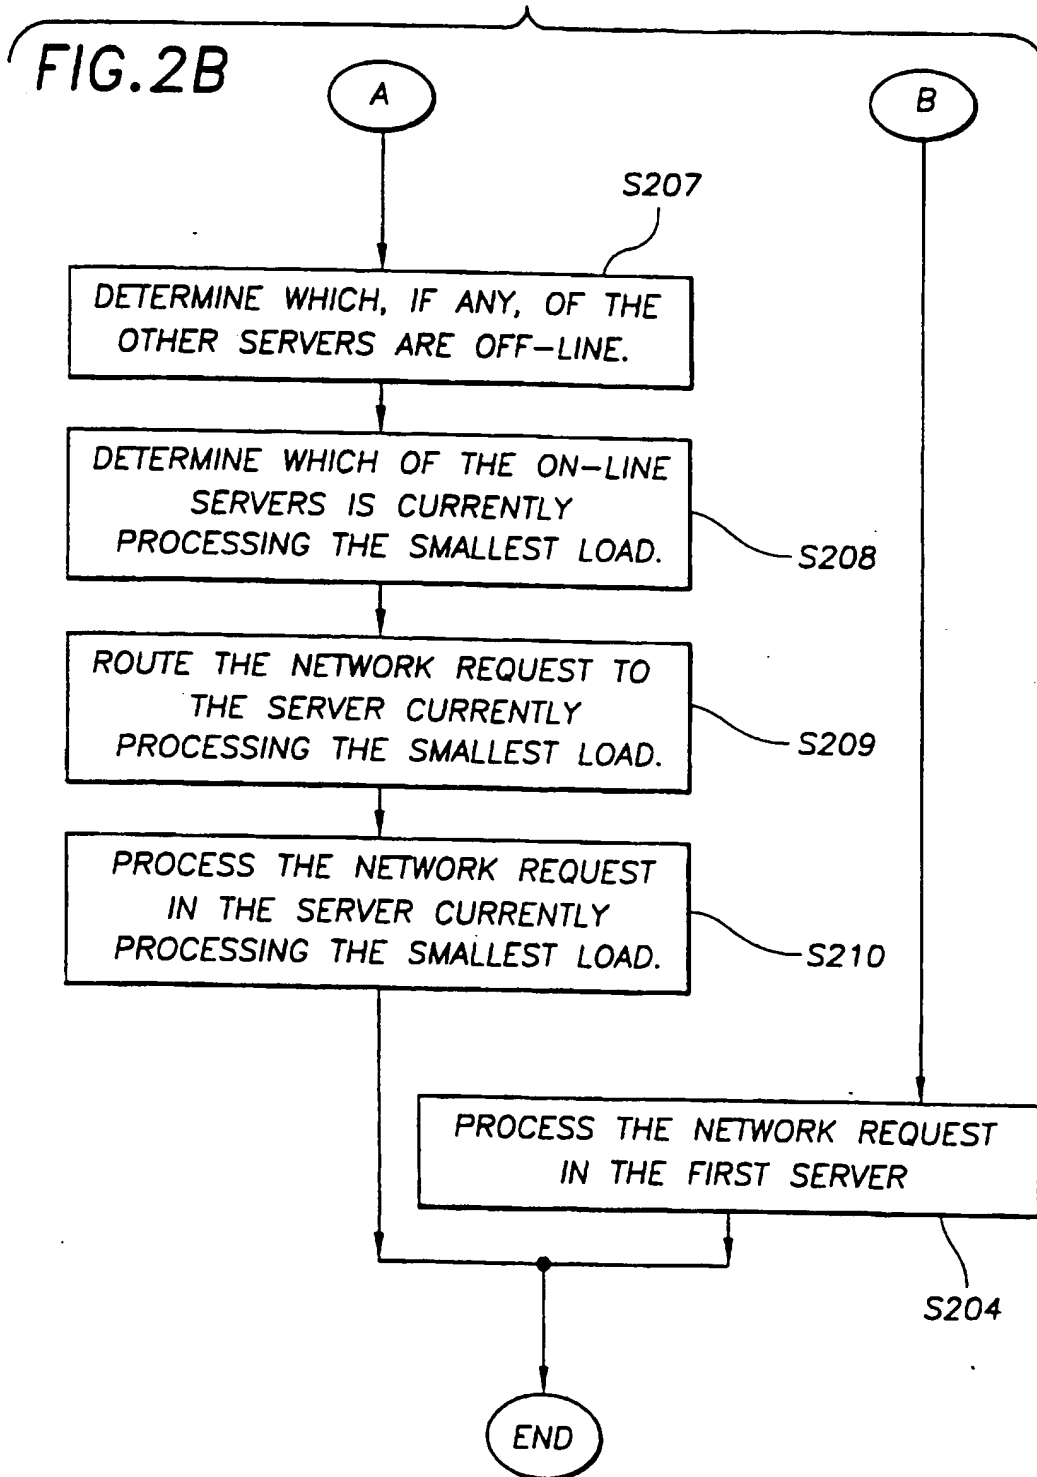 FIG.2B
A
B
S207
DETERMINE WHICH, IF ANY, OF THE
OTHER SERVERS ARE OFF-LINE.
DETERMINE WHICH OF THE ON-LINE
SERVERS IS CURRENTLY
PROCESSING THE SMALLEST LOAD.
S208
ROUTE THE NETWORK REQUEST TO
THE SERVER CURRENTLY
PROCESSING THE SMALLEST LOAD.
S209
PROCESS THE NETWORK REQUEST
IN THE SERVER CURRENTLY
PROCESSING THE SMALLEST LOAD.
S210
PROCESS THE NETWORK REQUEST
IN THE FIRST SERVER
S204
END